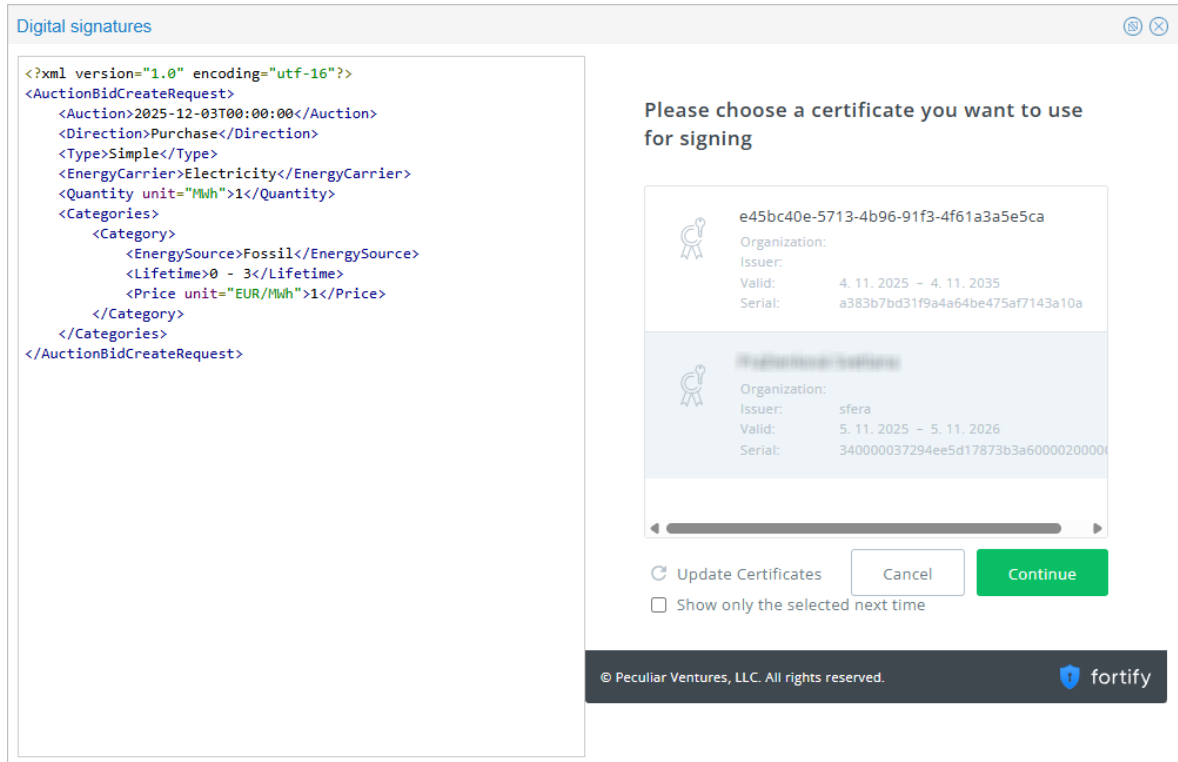 Digital signatures
<?xml version="1.0" encoding="utf-16"?>
<AuctionBidCreateRequest>
<Auction>2025-12-03T00:00:00</Auction>
<Direction>Purchase</Direction>
<Type>Simple</Type>
<EnergyCarrier>Electricity</EnergyCarrier>
<Quantity unit="MWh">1</Quantity>
<Categories>
<Category>
<EnergySource>Fossil</EnergySource>
<Lifetime>0 - 3</Lifetime>
<Price unit="EUR/MWh">1</Price>
</Category>
</Categories>
</AuctionBidCreateRequest>
Please choose a certificate you want to use
for signing
e45bc40e-5713-4b96-91f3-4f61a3a5e5ca
Organization:
Issuer:
Valid: 4. 11. 2025 – 4. 11. 2035
Serial: a383b7bd31f9a4a64be475af7143a10a
Organization:
Issuer: sfera
Valid: 5. 11. 2025 – 5. 11. 2026
Serial: 340000037294ee5d17873b3a6000020000
Update Certificates
Cancel
Continue
Show only the selected next time
© Peculiar Ventures, LLC. All rights reserved.
fortify